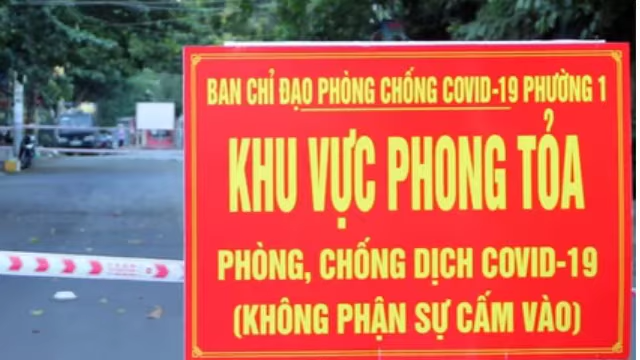 BAN CHỈ ĐẠO PHÒNG CHỐNG COVID-19 PHƯỜNG 1
KHU VỰC PHONG TỎA
PHÒNG, CHỐNG DỊCH COVID-19
(KHÔNG PHẬN SỰ CẤM VÀO)